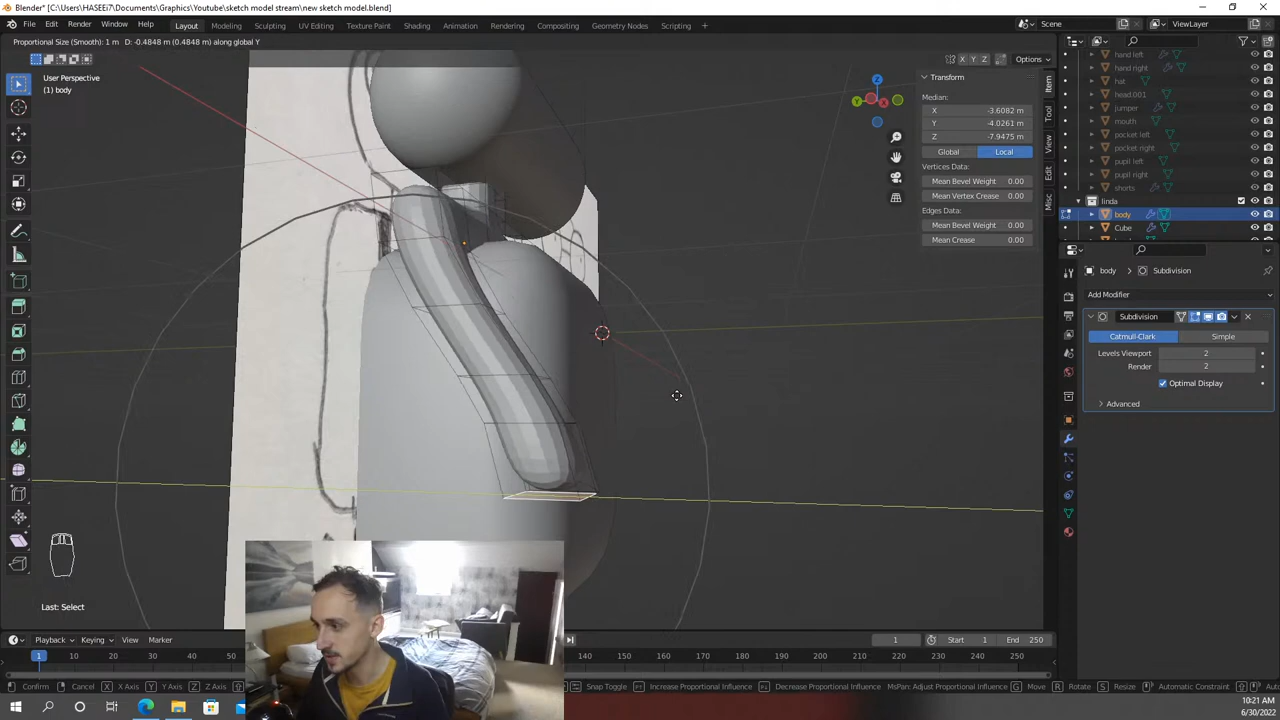 Blender* [C:\Users\HASEEi7\Documents\Graphics\Youtube\sketch model stream\new sketch model.blend]
File Edit Render Window Help Layout Modeling Sculpting UV Editing Texture Paint Shading Animation Rendering Compositing Geometry Nodes Scripting Scene ViewLayer
Proportional Size (Smooth): 1 m D: -0.4848 m (0.4848 m) along global Y
X Y Z Options
User Perspective
(1) body
Transform
Median:
X -3.6082 m
Y -4.0261 m
Z -7.9475 m
Global Local
Vertices Data:
Mean Bevel Weight 0.00
Mean Vertex Crease 0.00
Edges Data:
Mean Bevel Weight 0.00
Mean Crease 0.00
Item
Tool
View
Edit
Misc
Z
Y
X
hand left
hand right
hat
head.001
jumper
mouth
pocket left
pocket right
pupil left
pupil right
shorts
linda
body
Cube
body Subdivision
Add Modifier
Subdivision
Catmull-Clark Simple
Levels Viewport 2
Render 2
Optimal Display
Advanced
Last: Select
Playback Keying View Marker
1 Start 1 End 250
1 10 20 30 40 50 140 150 160 170 180 190 200 210 220 230 240 250
Confirm Cancel X X Axis Y Y Axis Z Z Axis Snap Toggle Increase Proportional Influence Decrease Proportional Influence MsPan: Adjust Proportional Influence G Move R Rotate S Resize Automatic Constraint Auto
10:21 AM
6/30/2022